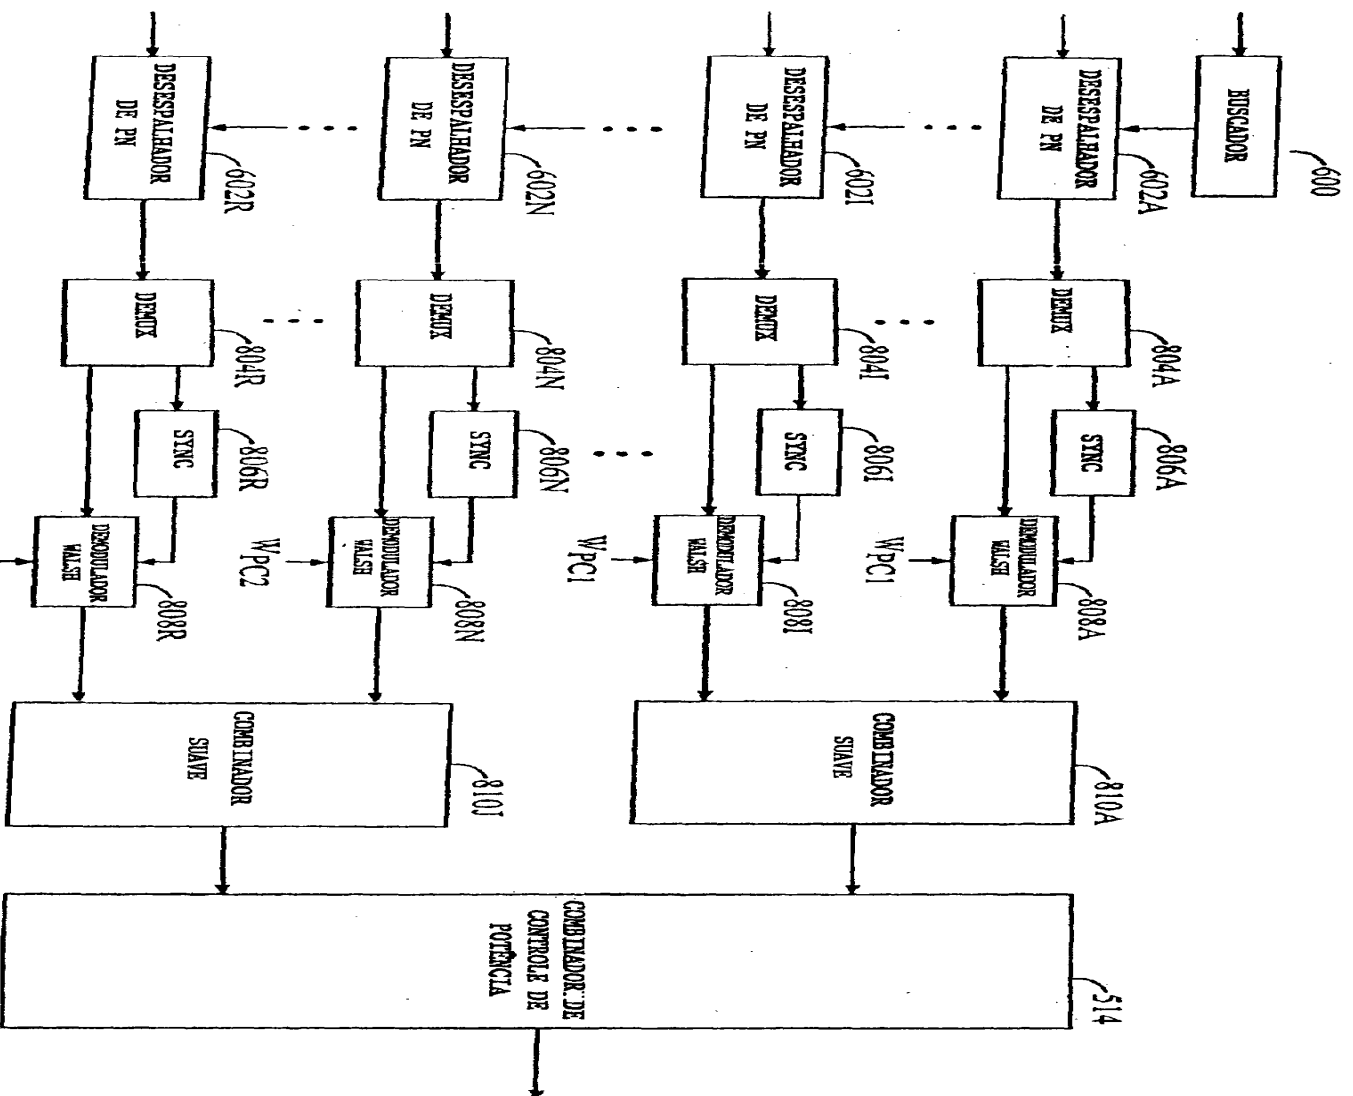 600
BUSCADOR
DESESPALHADOR
DE PN
602A
DEMUX
804A
SYNC
806A
DEMODULADOR
WALSH
808A
WPC1
DESESPALHADOR
DE PN
602I
DEMUX
804I
SYNC
806I
DEMODULADOR
WALSH
808I
WPC1
COMBINADOR
SUAVE
810A
DESESPALHADOR
DE PN
602N
DEMUX
804N
SYNC
806N
DEMODULADOR
WALSH
808N
WPC2
DESESPALHADOR
DE PN
602R
DEMUX
804R
SYNC
806R
DEMODULADOR
WALSH
808R
COMBINADOR
SUAVE
810J
COMBINADOR DE
CONTROLE DE
POTÊNCIA
514